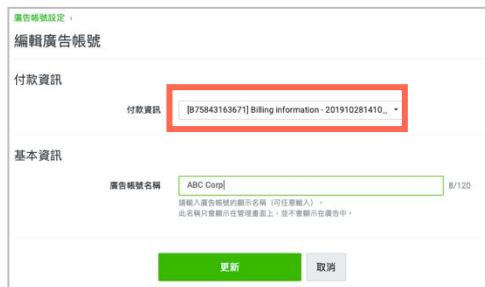 廣告帳號設定 ›
編輯廣告帳號
付款資訊
付款資訊 [B75843163671] Billing information - 201910281410_
基本資訊
廣告帳號名稱 ABC Corp 8/120
請輸入廣告帳號的顯示名稱（可任意輸入）。
此名稱只會顯示在管理畫面上，並不會顯示在廣告中。
更新 取消